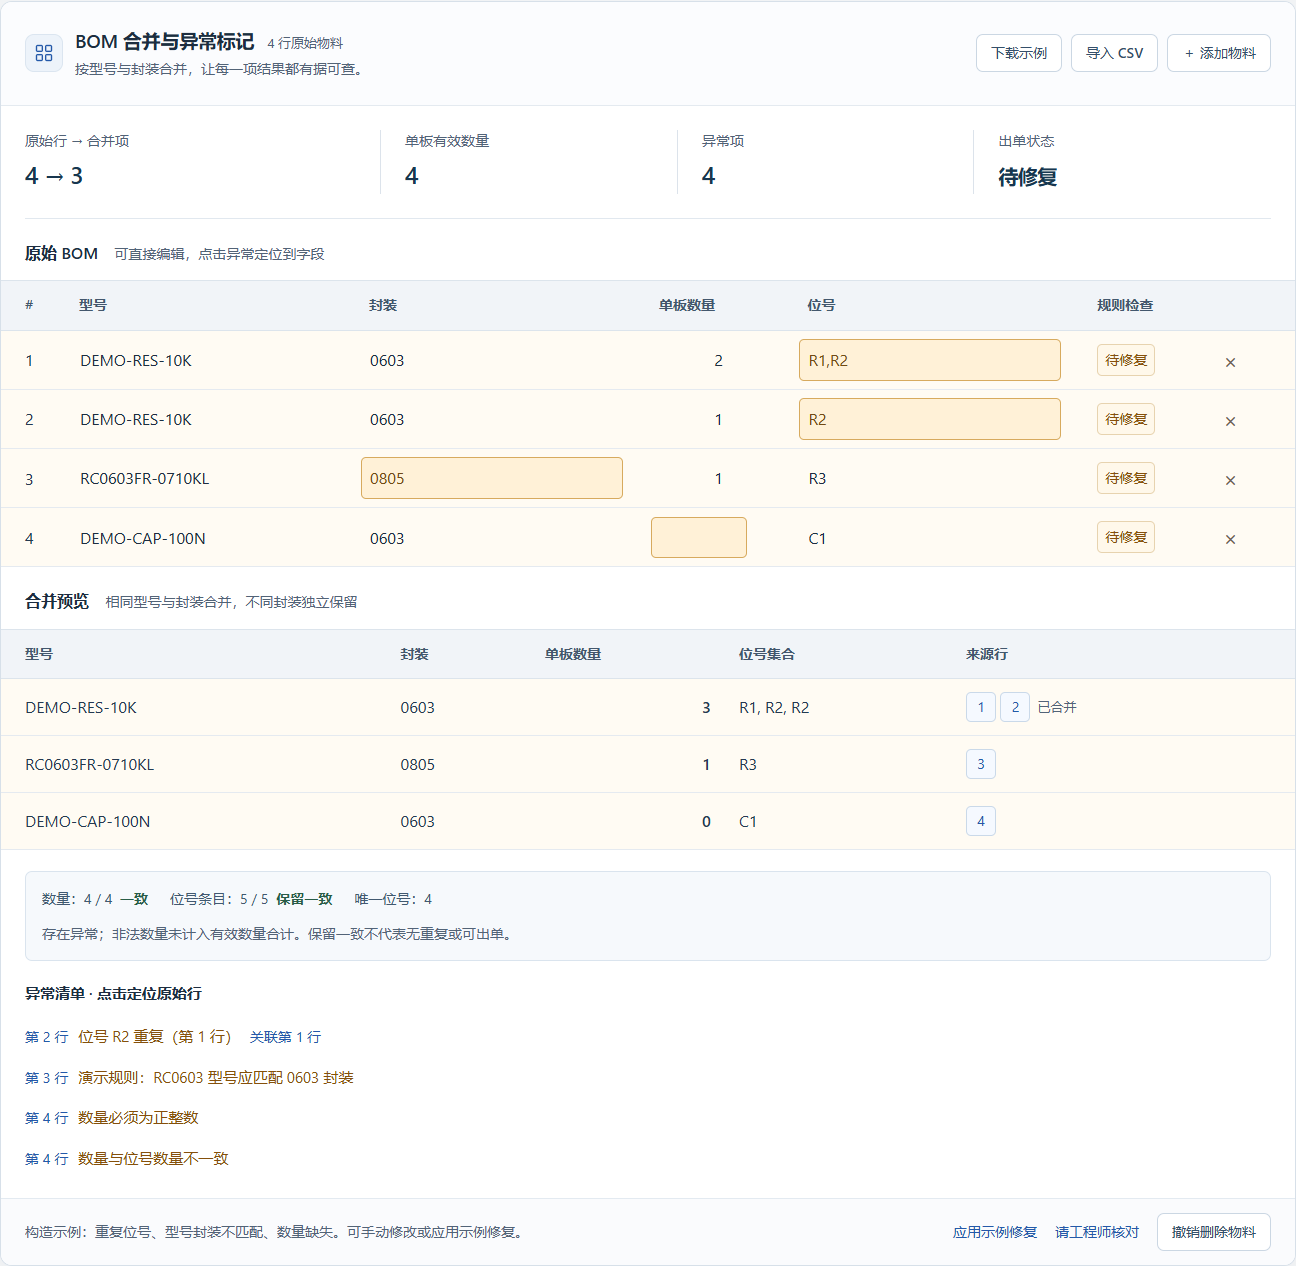 BOM 合并与异常标记 4 行原始物料
按型号与封装合并，让每一项结果都有据可查。
下载示例 导入 CSV + 添加物料
原始行 → 合并项 单板有效数量 异常项 出单状态
4 → 3 4 4 待修复
原始 BOM 可直接编辑，点击异常定位到字段
# 型号 封装 单板数量 位号 规则检查
1 DEMO-RES-10K 0603 2 R1,R2 待修复 ×
2 DEMO-RES-10K 0603 1 R2 待修复 ×
3 RC0603FR-0710KL 0805 1 R3 待修复 ×
4 DEMO-CAP-100N 0603 C1 待修复 ×
合并预览 相同型号与封装合并，不同封装独立保留
型号 封装 单板数量 位号集合 来源行
DEMO-RES-10K 0603 3 R1, R2, R2 1 2 已合并
RC0603FR-0710KL 0805 1 R3 3
DEMO-CAP-100N 0603 0 C1 4
数量：4 / 4 一致 位号条目：5 / 5 保留一致 唯一位号：4
存在异常；非法数量未计入有效数量合计。保留一致不代表无重复或可出单。
异常清单 · 点击定位原始行
第 2 行 位号 R2 重复（第 1 行） 关联第 1 行
第 3 行 演示规则：RC0603 型号应匹配 0603 封装
第 4 行 数量必须为正整数
第 4 行 数量与位号数量不一致
构造示例：重复位号、型号封装不匹配、数量缺失。可手动修改或应用示例修复。
应用示例修复 请工程师核对 撤销删除物料